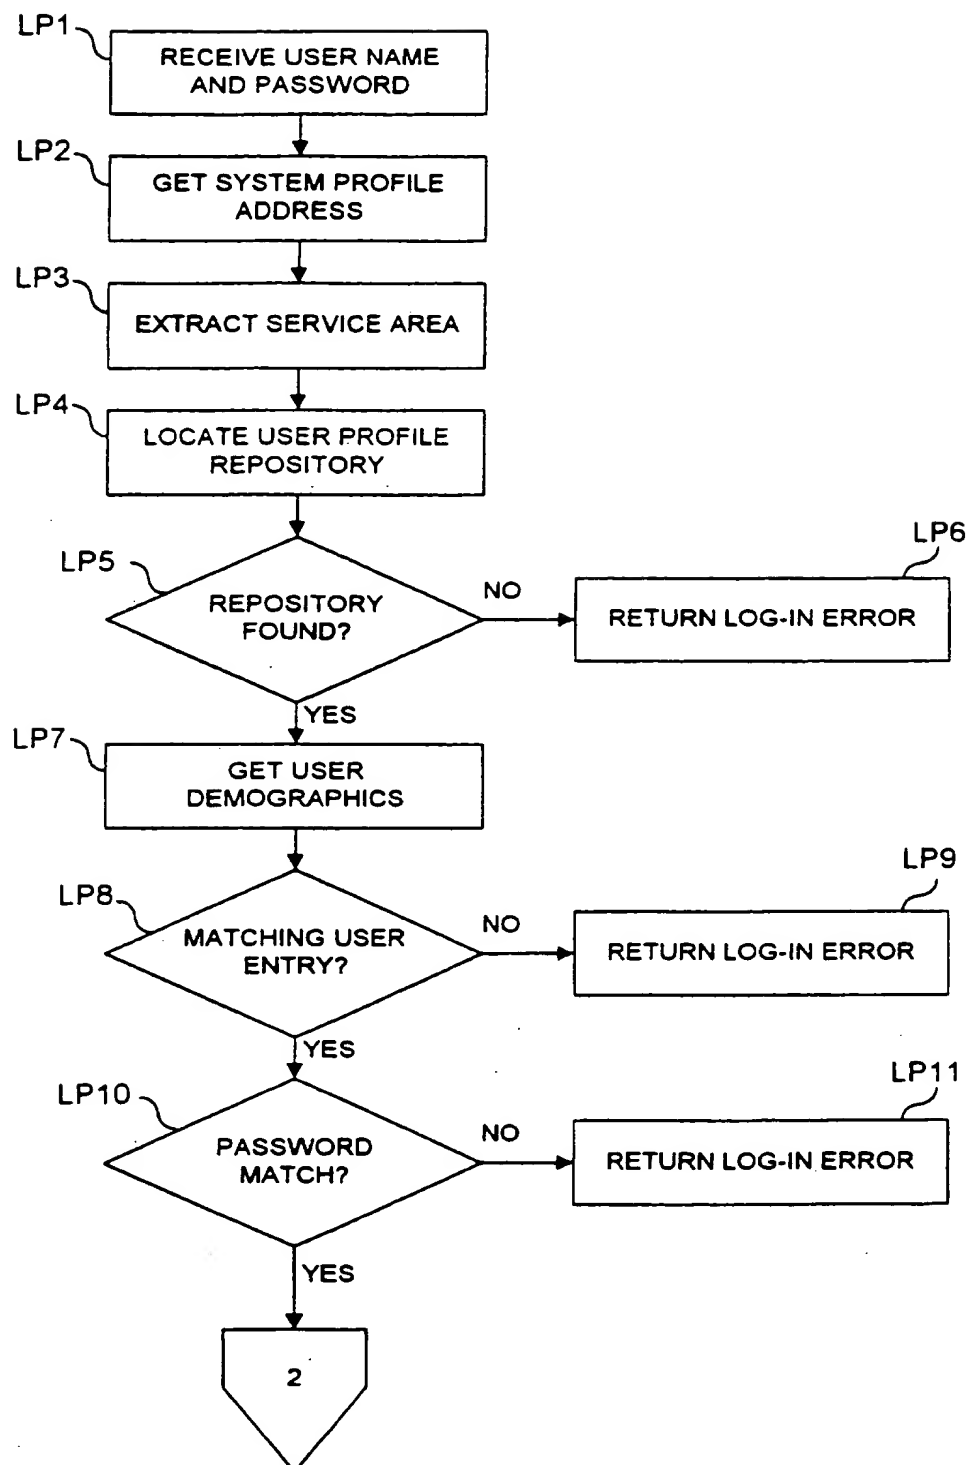 LP1
RECEIVE USER NAME
AND PASSWORD
LP2
GET SYSTEM PROFILE
ADDRESS
LP3
EXTRACT SERVICE AREA
LP4
LOCATE USER PROFILE
REPOSITORY
LP5
REPOSITORY
FOUND?
NO
LP6
RETURN LOG-IN ERROR
YES
LP7
GET USER
DEMOGRAPHICS
LP8
MATCHING USER
ENTRY?
NO
LP9
RETURN LOG-IN ERROR
YES
LP10
PASSWORD
MATCH?
NO
LP11
RETURN LOG-IN ERROR
YES
2